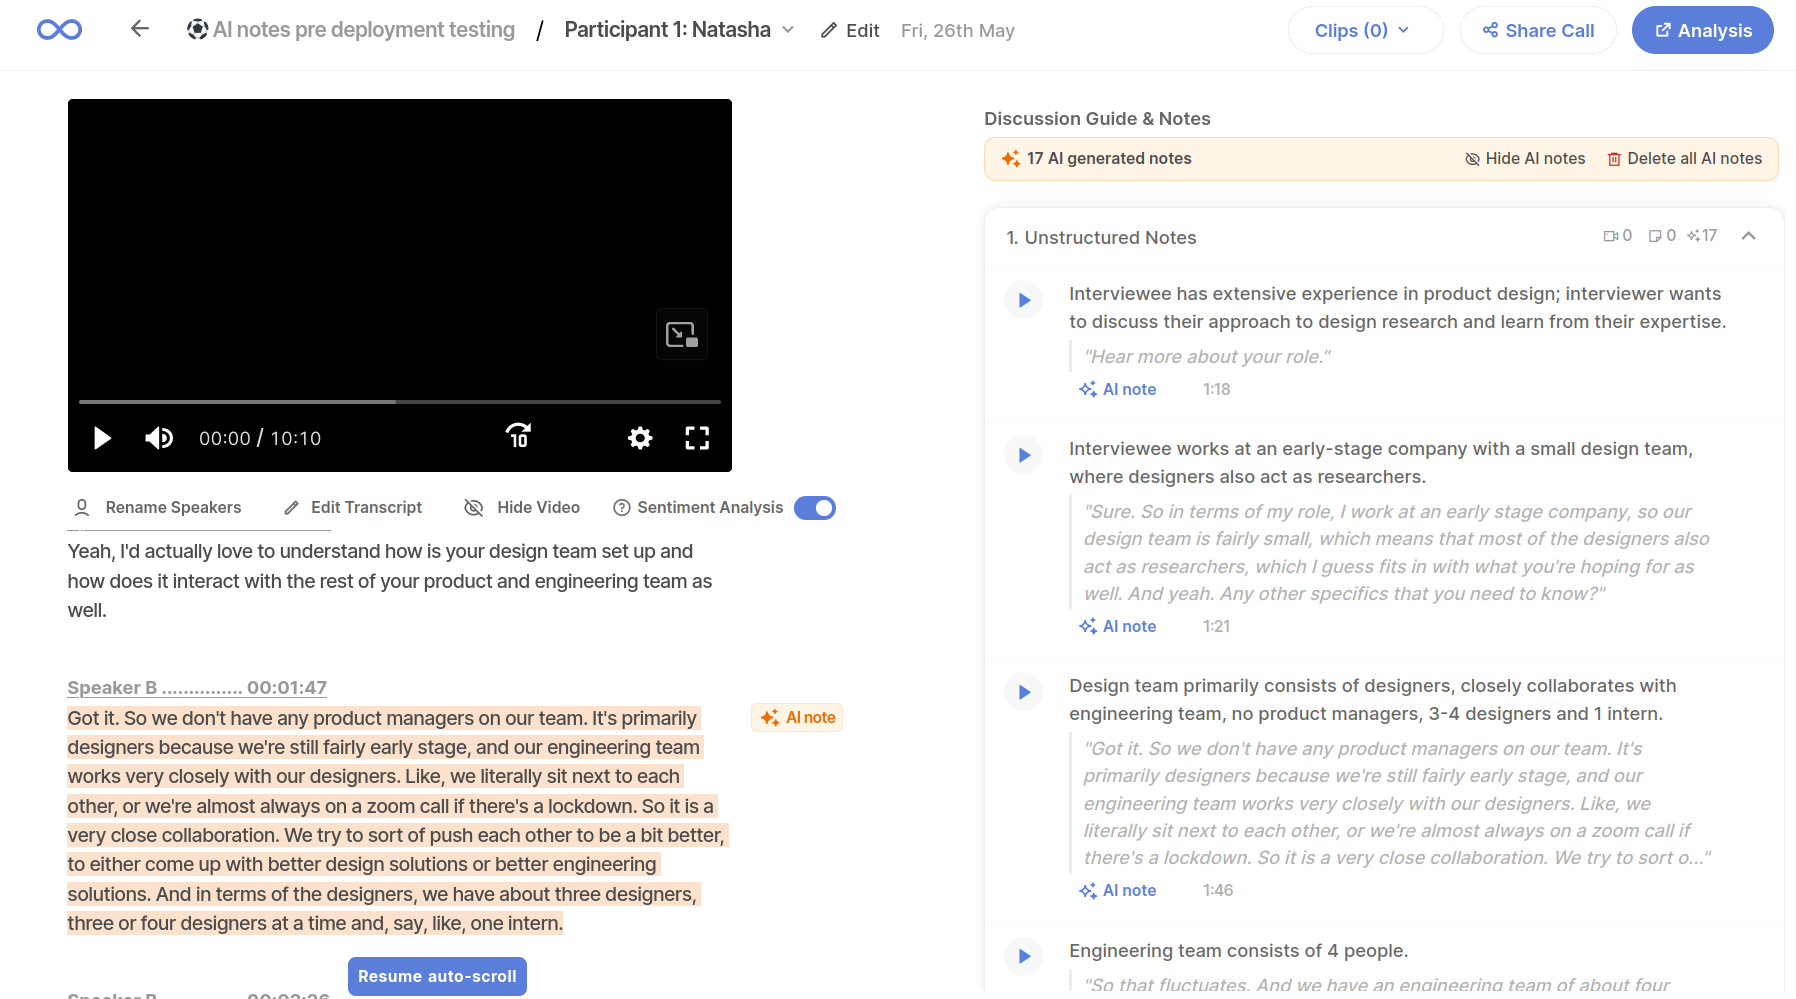 AI notes pre deployment testing / Participant 1: Natasha Edit Fri, 26th May
Clips (0) Share Call Analysis
00:00 / 10:10
10
Rename Speakers Edit Transcript Hide Video Sentiment Analysis
Yeah, I'd actually love to understand how is your design team set up and
how does it interact with the rest of your product and engineering team as
well.
Speaker B ............... 00:01:47
Got it. So we don't have any product managers on our team. It's primarily
designers because we're still fairly early stage, and our engineering team
works very closely with our designers. Like, we literally sit next to each
other, or we're almost always on a zoom call if there's a lockdown. So it is a
very close collaboration. We try to sort of push each other to be a bit better,
to either come up with better design solutions or better engineering
solutions. And in terms of the designers, we have about three designers,
three or four designers at a time and, say, like, one intern.
AI note
Resume auto-scroll
Speaker B 00:02:26
Discussion Guide & Notes
17 AI generated notes Hide AI notes Delete all AI notes
1. Unstructured Notes 0 0 17
Interviewee has extensive experience in product design; interviewer wants
to discuss their approach to design research and learn from their expertise.
"Hear more about your role."
AI note 1:18
Interviewee works at an early-stage company with a small design team,
where designers also act as researchers.
"Sure. So in terms of my role, I work at an early stage company, so our
design team is fairly small, which means that most of the designers also
act as researchers, which I guess fits in with what you're hoping for as
well. And yeah. Any other specifics that you need to know?"
AI note 1:21
Design team primarily consists of designers, closely collaborates with
engineering team, no product managers, 3-4 designers and 1 intern.
"Got it. So we don't have any product managers on our team. It's
primarily designers because we're still fairly early stage, and our
engineering team works very closely with our designers. Like, we
literally sit next to each other, or we're almost always on a zoom call if
there's a lockdown. So it is a very close collaboration. We try to sort o..."
AI note 1:46
Engineering team consists of 4 people.
"So that fluctuates. And we have an engineering team of about four